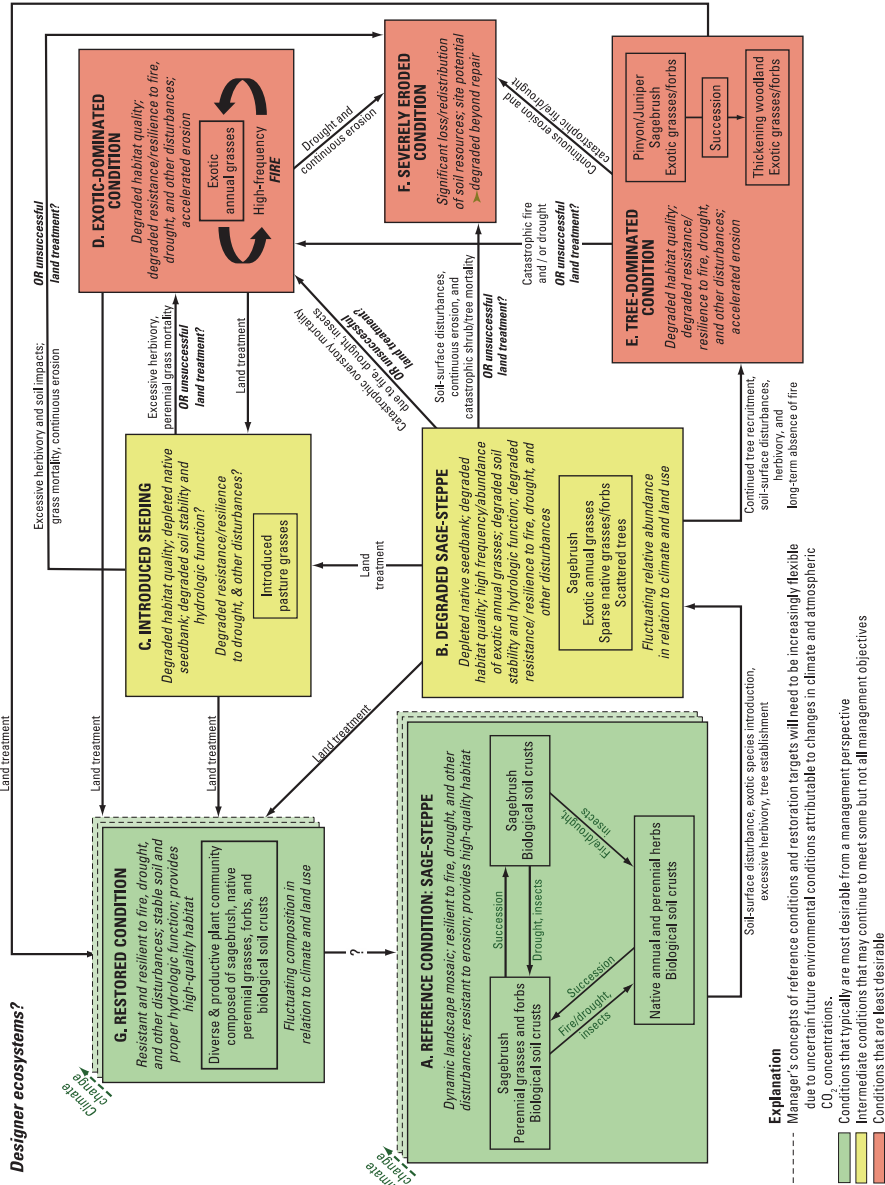 Designer ecosystems?
Climate
change
G. RESTORED CONDITION
Resistant and resilient to fire, drought,
and other disturbances; stable soil and
proper hydrologic function; provides
high-quality habitat
Diverse & productive plant community
composed of sagebrush, native
perennial grasses, forbs, and
biological soil crusts
Fluctuating composition in
relation to climate and land use
?
Land treatment
Land treatment
Land treatment
Land treatment
C. INTRODUCED SEEDING
Degraded habitat quality; depleted native
seedbank; degraded soil stability and
hydrologic function?
Degraded resistance/resilience
to drought, & other disturbances?
Introduced
pasture grasses
Excessive herbivory and soil impacts;
grass mortality, continuous erosion
OR unsuccessful
land treatment?
Excessive herbivory,
perennial grass mortality
OR unsuccessful
land treatment?
Land treatment
D. EXOTIC-DOMINATED
CONDITION
Degraded habitat quality;
degraded resistance/resilience to fire,
drought, and other disturbances;
accelerated erosion
Exotic
annual grasses
High-frequency
FIRE
Drought and
continuous erosion
F. SEVERELY ERODED
CONDITION
Significant loss/redistribution
of soil resources; site potential
degraded beyond repair
Land
treatment
Catastrophic overstory mortality
due to fire, drought, insects
OR unsuccessful
land treatment?
Soil-surface disturbances,
continuous erosion, and
catastrophic shrub/tree mortality
OR unsuccessful
land treatment?
Catastrophic fire
and / or drought
OR unsuccessful
land treatment?
Continuous erosion and
catastrophic fire/drought
A. REFERENCE CONDITION: SAGE-STEPPE
Dynamic landscape mosaic; resilient to fire, drought, and other
disturbances; resistant to erosion; provides high-quality habitat
Sagebrush
Perennial grasses and forbs
Biological soil crusts
Succession
Drought, insects
Sagebrush
Biological soil crusts
Succession
Fire/drought,
insects
Fire/drought,
insects
Native annual and perennial herbs
Biological soil crusts
B. DEGRADED SAGE-STEPPE
Depleted native seedbank; degraded
habitat quality; high frequency/abundance
of exotic annual grasses; degraded soil
stability and hydrologic function; degraded
resistance/ resilience to fire, drought, and
other disturbances
Sagebrush
Exotic annual grasses
Sparse native grasses/forbs
Scattered trees
Fluctuating relative abundance
in relation to climate and land use
E. TREE-DOMINATED
CONDITION
Degraded habitat quality;
degraded resistance/
resilience to fire, drought,
and other disturbances;
accelerated erosion
Pinyon/Juniper
Sagebrush
Exotic grasses/forbs
Succession
Thickening woodland
Exotic grasses/forbs
Soil-surface disturbance, exotic species introduction,
excessive herbivory, tree establishment
Continued tree recruitment,
soil-surface disturbances,
herbivory, and
long-term absence of fire
change
Explanation
Manager's concepts of reference conditions and restoration targets will need to be increasingly flexible
due to uncertain future environmental conditions attributable to changes in climate and atmospheric
CO2 concentrations.
Conditions that typically are most desirable from a management perspective
Intermediate conditions that may continue to meet some but not all management objectives
Conditions that are least desirable